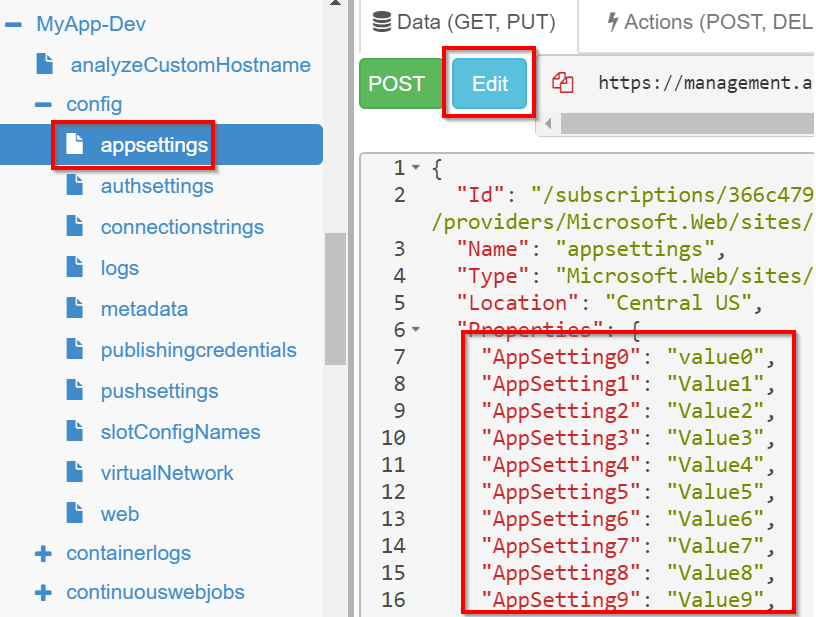 MyApp-Dev
analyzeCustomHostname
config
appsettings
authsettings
connectionstrings
logs
metadata
publishingcredentials
pushsettings
slotConfigNames
virtualNetwork
web
containerlogs
continuouswebjobs
Data (GET, PUT) Actions (POST, DEL
POST Edit https://management.a
1 {
2 "Id": "/subscriptions/366c479
/providers/Microsoft.Web/sites/
3 "Name": "appsettings",
4 "Type": "Microsoft.Web/sites/
5 "Location": "Central US",
6 "Properties": {
7 "AppSetting0": "value0",
8 "AppSetting1": "Value1",
9 "AppSetting2": "Value2",
10 "AppSetting3": "Value3",
11 "AppSetting4": "Value4",
12 "AppSetting5": "Value5",
13 "AppSetting6": "Value6",
14 "AppSetting7": "Value7",
15 "AppSetting8": "Value8",
16 "AppSetting9": "Value9",